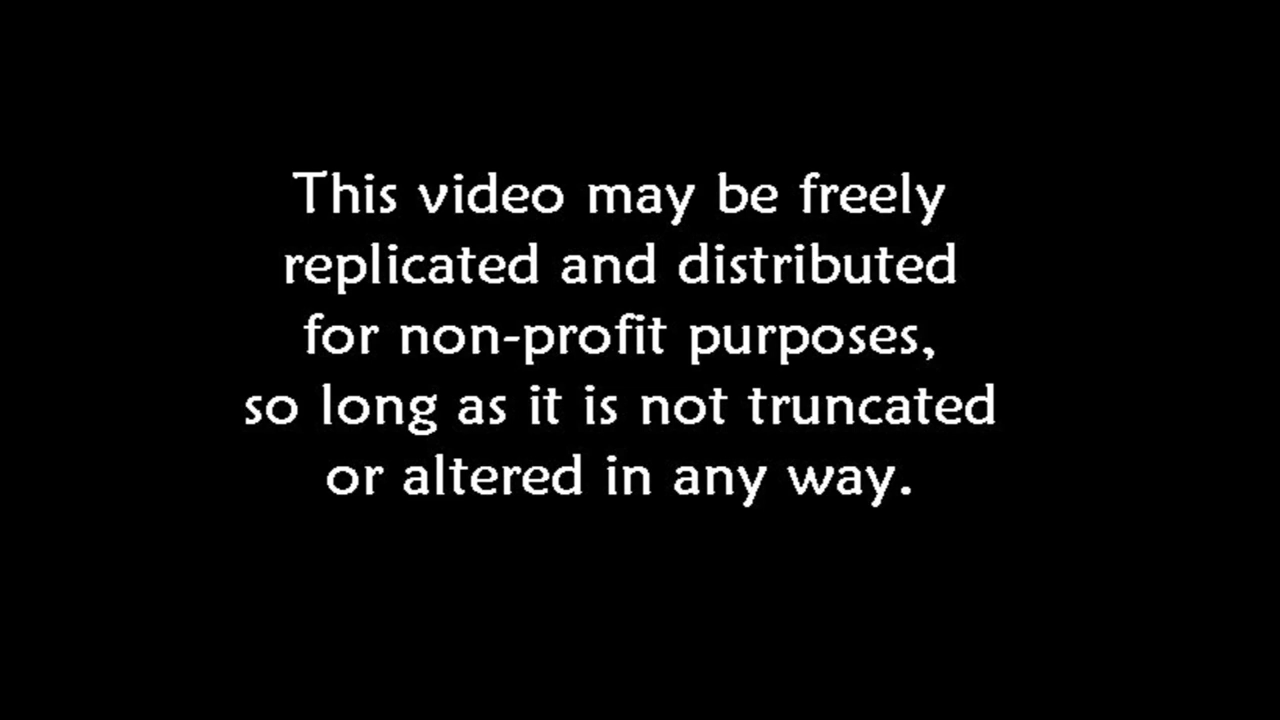 This video may be freely
replicated and distributed
for non-profit purposes,
so long as it is not truncated
or altered in any way.